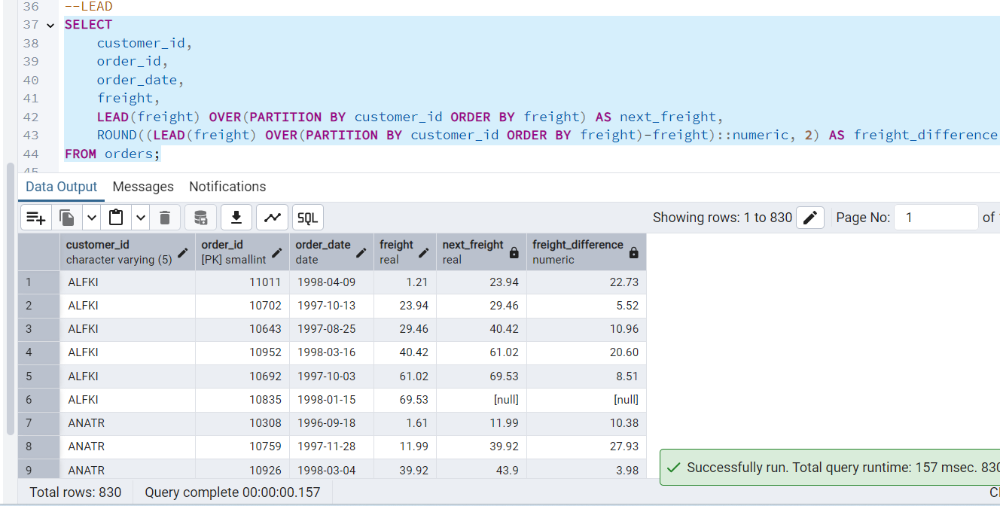 36 --LEAD
37 SELECT
38 customer_id,
39 order_id,
40 order_date,
41 freight,
42 LEAD(freight) OVER(PARTITION BY customer_id ORDER BY freight) AS next_freight,
43 ROUND((LEAD(freight) OVER(PARTITION BY customer_id ORDER BY freight)-freight)::numeric, 2) AS freight_difference
44 FROM orders;
45
Data Output Messages Notifications
SQL Showing rows: 1 to 830 Page No: 1 of
customer_id order_id order_date freight next_freight freight_difference
character varying (5) [PK] smallint date real real numeric
1 ALFKI 11011 1998-04-09 1.21 23.94 22.73
2 ALFKI 10702 1997-10-13 23.94 29.46 5.52
3 ALFKI 10643 1997-08-25 29.46 40.42 10.96
4 ALFKI 10952 1998-03-16 40.42 61.02 20.60
5 ALFKI 10692 1997-10-03 61.02 69.53 8.51
6 ALFKI 10835 1998-01-15 69.53 [null] [null]
7 ANATR 10308 1996-09-18 1.61 11.99 10.38
8 ANATR 10759 1997-11-28 11.99 39.92 27.93
9 ANATR 10926 1998-03-04 39.92 43.9 3.98
Successfully run. Total query runtime: 157 msec. 830
Total rows: 830 Query complete 00:00:00.157